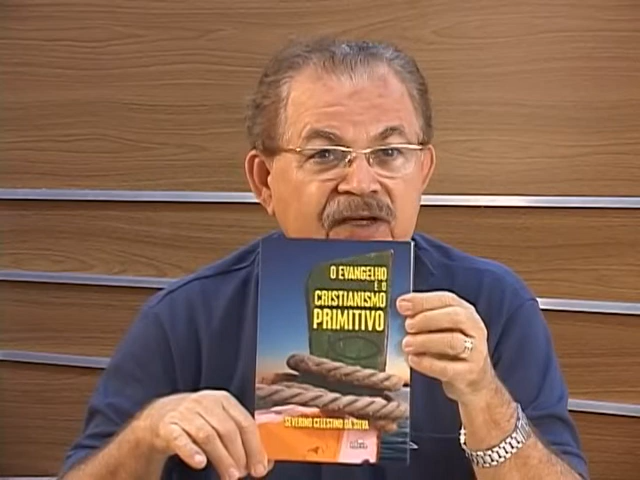 O EVANGELHO
E O
CRISTIANISMO
PRIMITIVO
SEVERINO CELESTINO DA SILVA